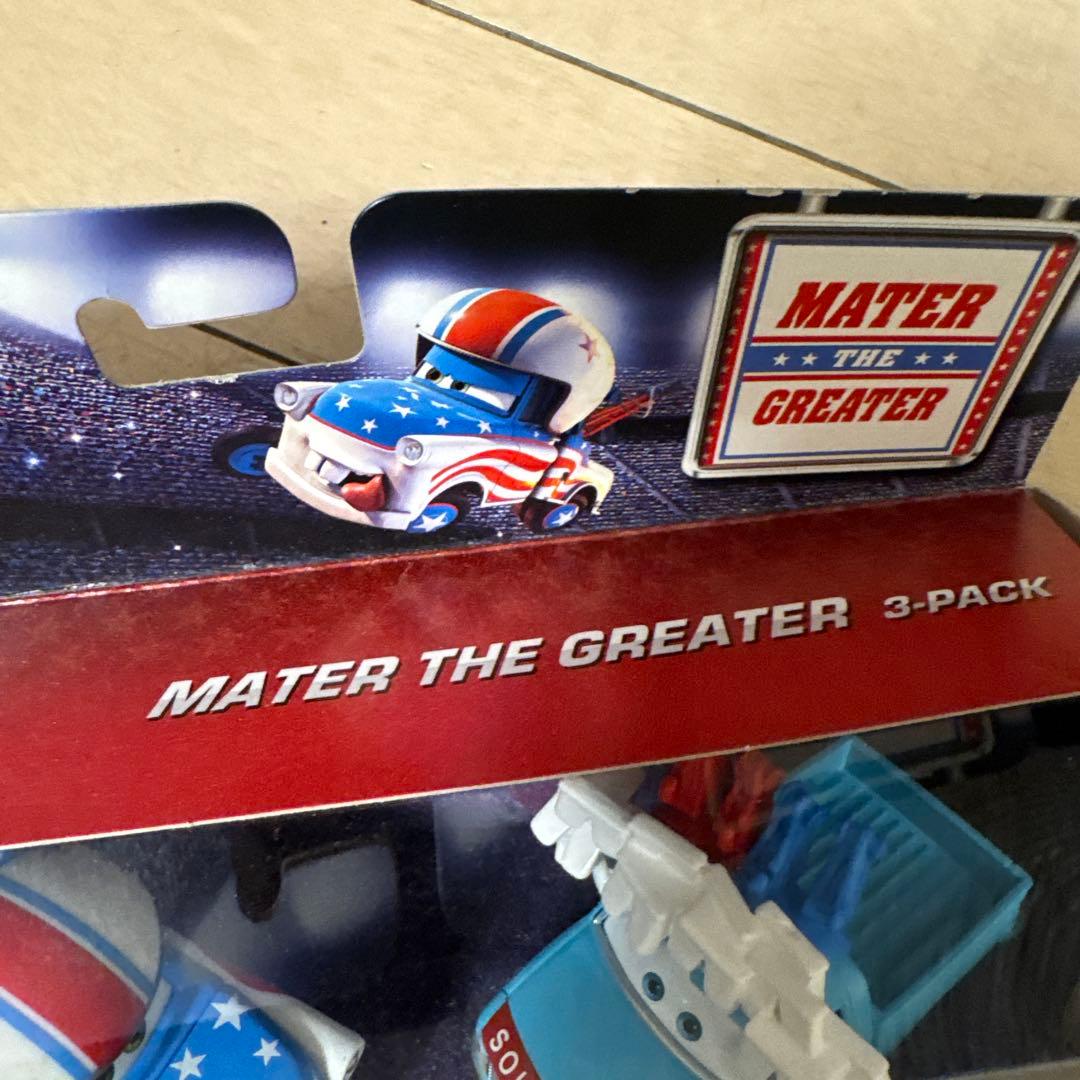 MATER
THE
GREATER
MATER THE GREATER 3-PACK